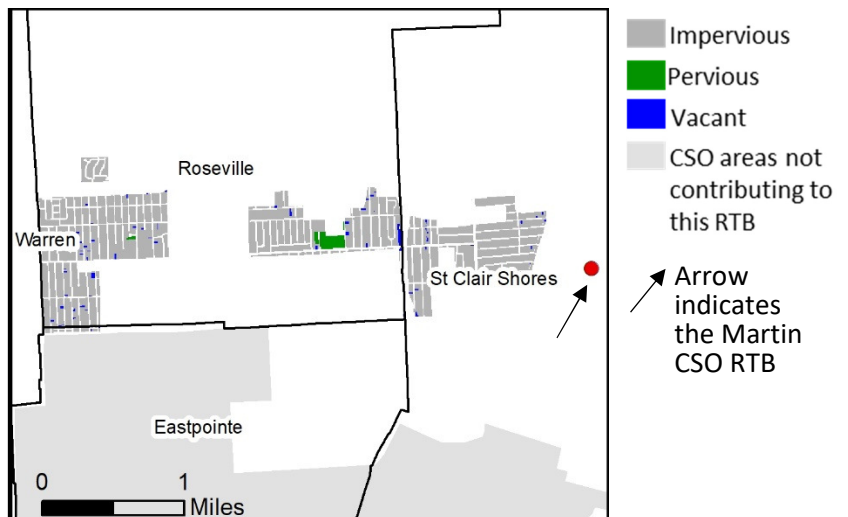 Roseville
Warren
St Clair Shores
Eastpointe
0 1
Miles
Impervious
Pervious
Vacant
CSO areas not
contributing to
this RTB
Arrow
indicates
the Martin
CSO RTB